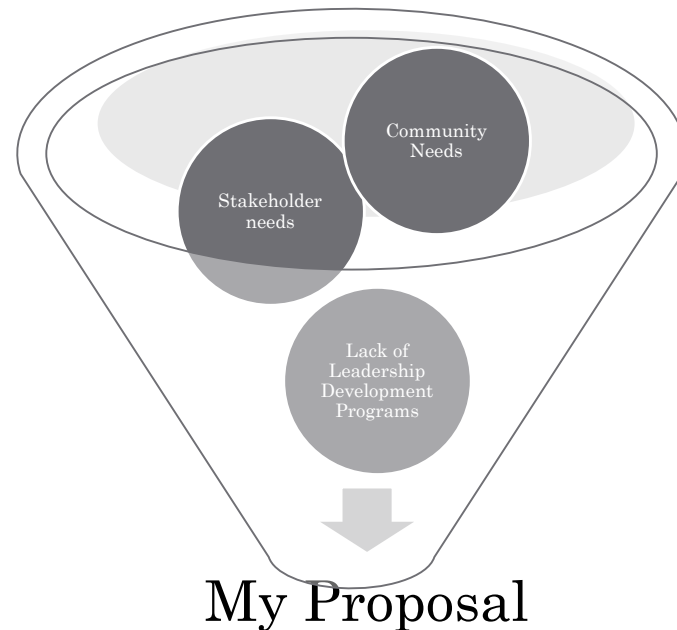 Community
Needs
Stakeholder
needs
Lack of
Leadership
Development
Programs
My Proposal